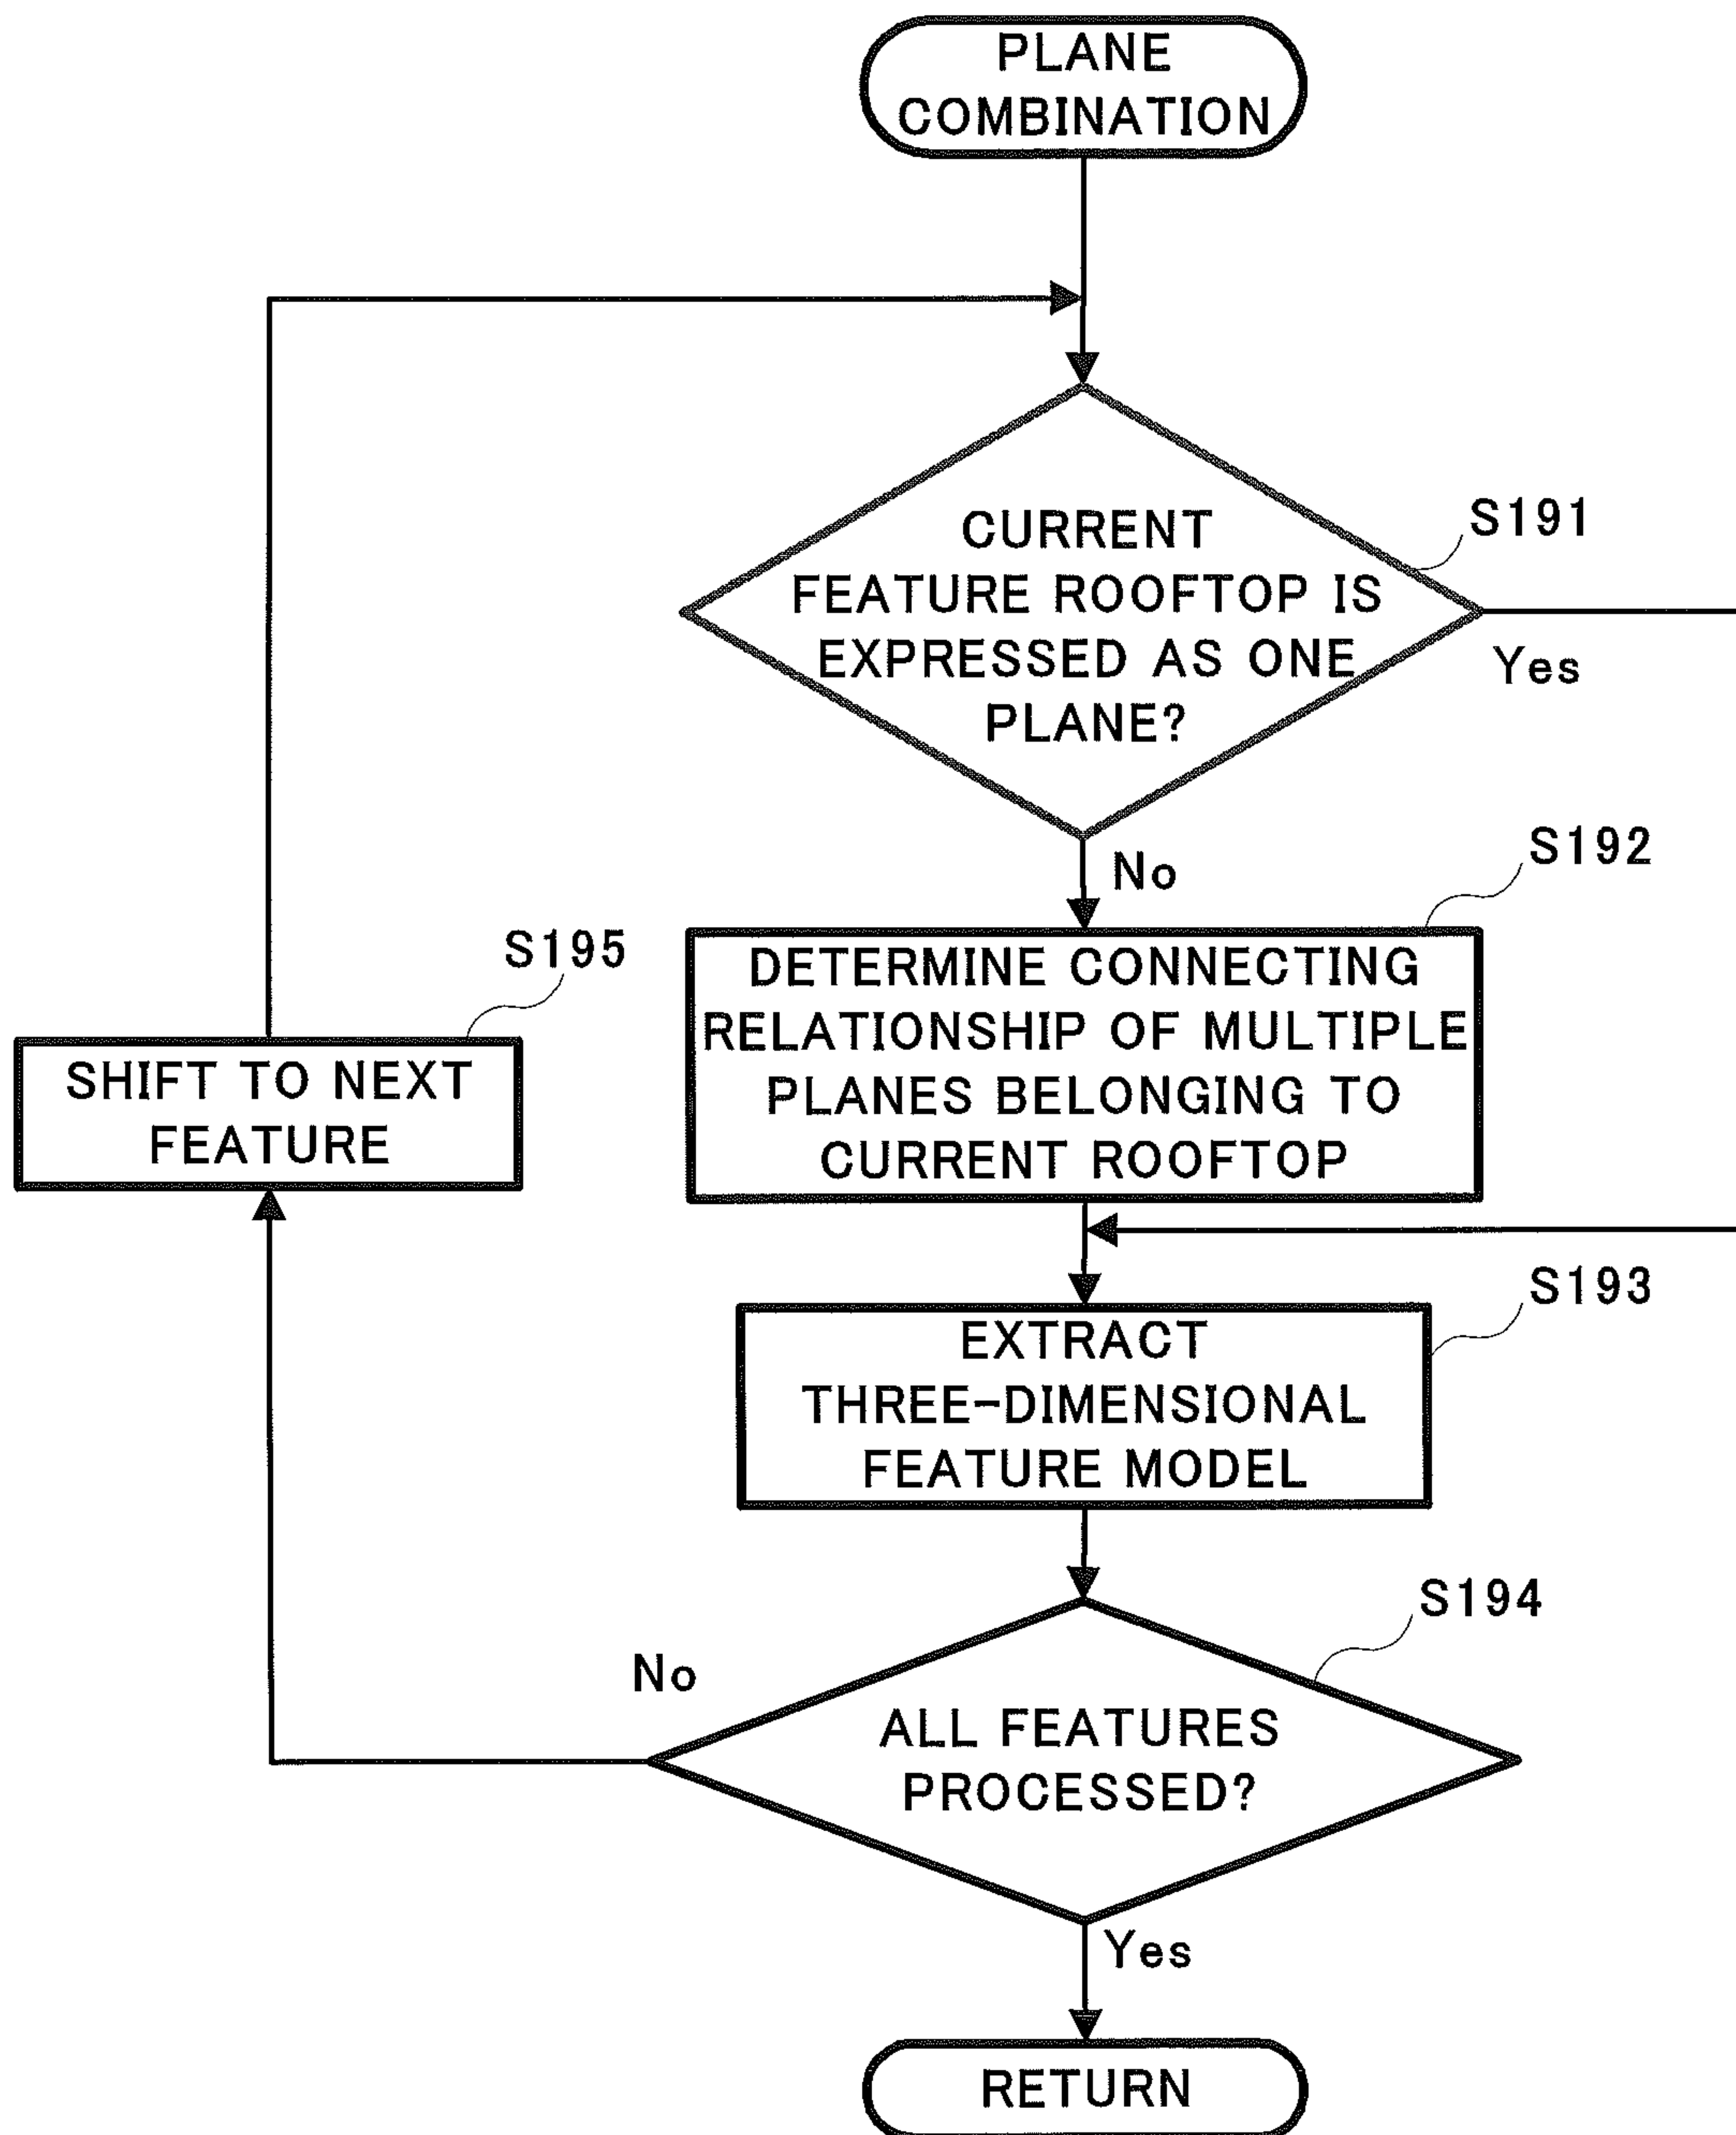 PLANE
COMBINATION
CURRENT
FEATURE ROOFTOP IS
EXPRESSED AS ONE
PLANE?
S191
Yes
No
S192
DETERMINE CONNECTING
RELATIONSHIP OF MULTIPLE
PLANES BELONGING TO
CURRENT ROOFTOP
S195
SHIFT TO NEXT
FEATURE
S193
EXTRACT
THREE-DIMENSIONAL
FEATURE MODEL
S194
No
ALL FEATURES
PROCESSED?
Yes
RETURN